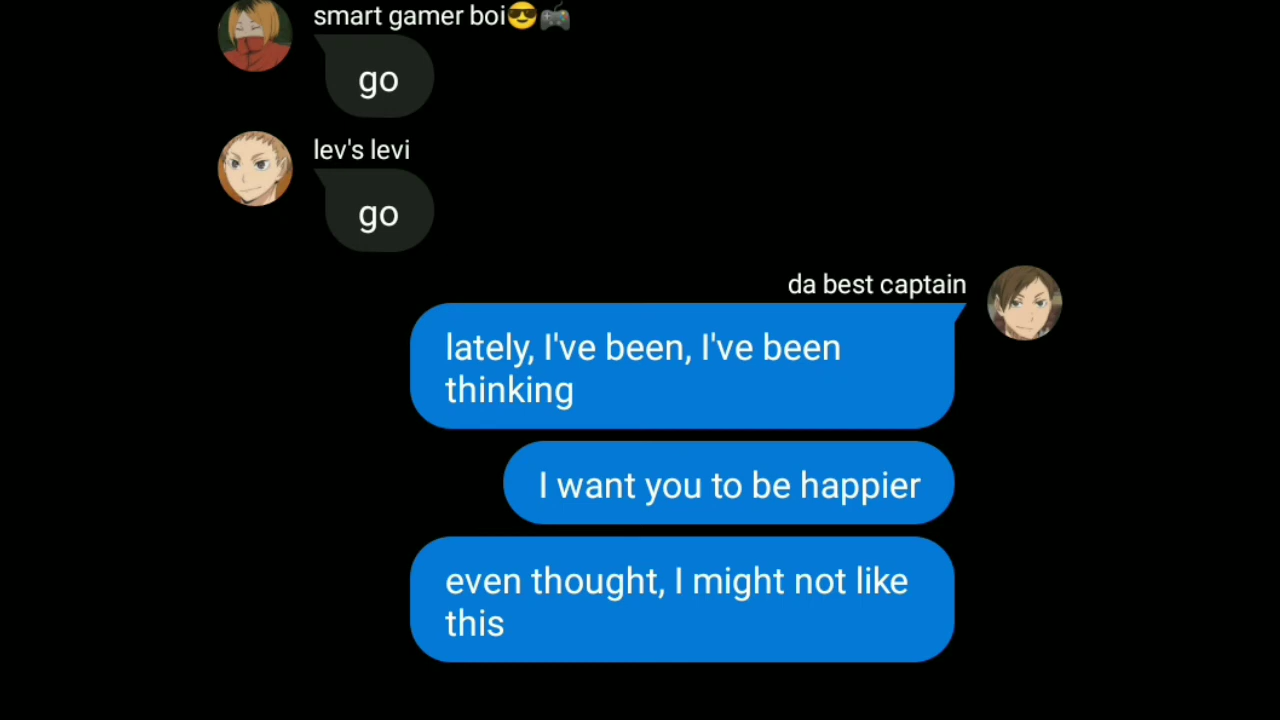 smart gamer boi😎🎮
go
lev's levi
go
da best captain
lately, I've been, I've been
thinking
I want you to be happier
even thought, I might not like
this